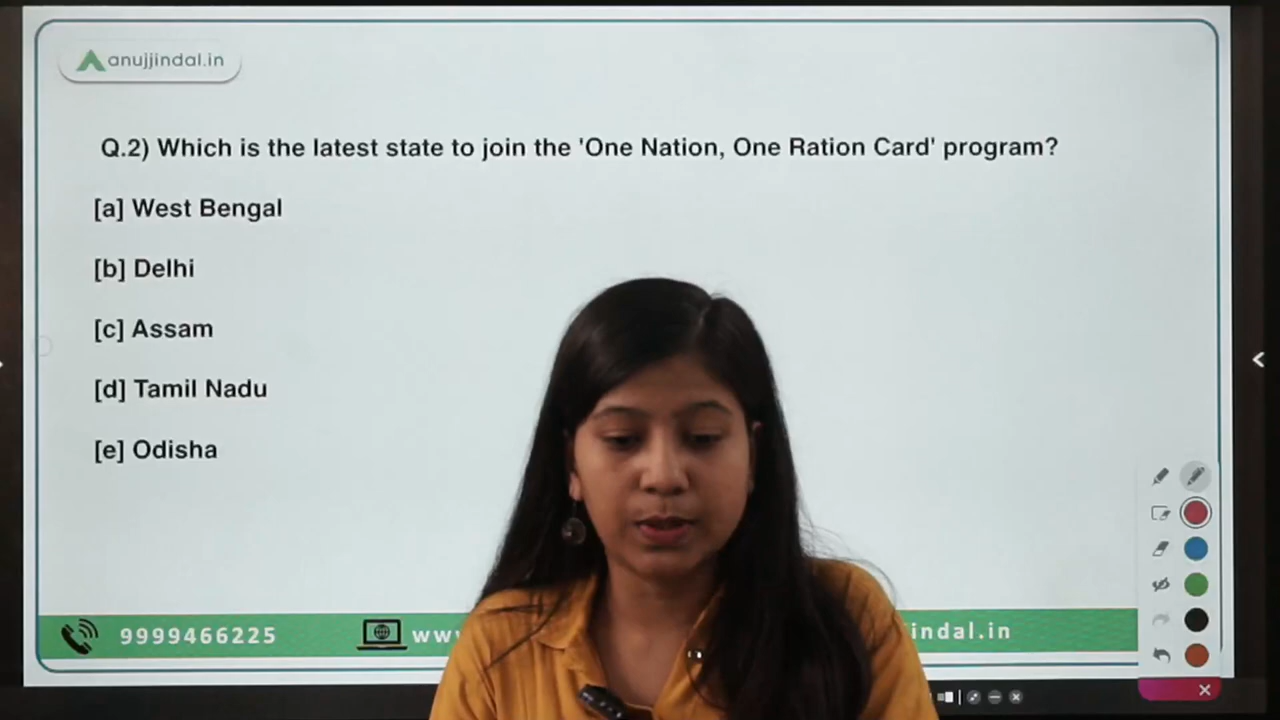 anujjindal.in
Q.2) Which is the latest state to join the 'One Nation, One Ration Card' program?
[a] West Bengal
[b] Delhi
[c] Assam
[d] Tamil Nadu
[e] Odisha
9999466225
www
indal.in